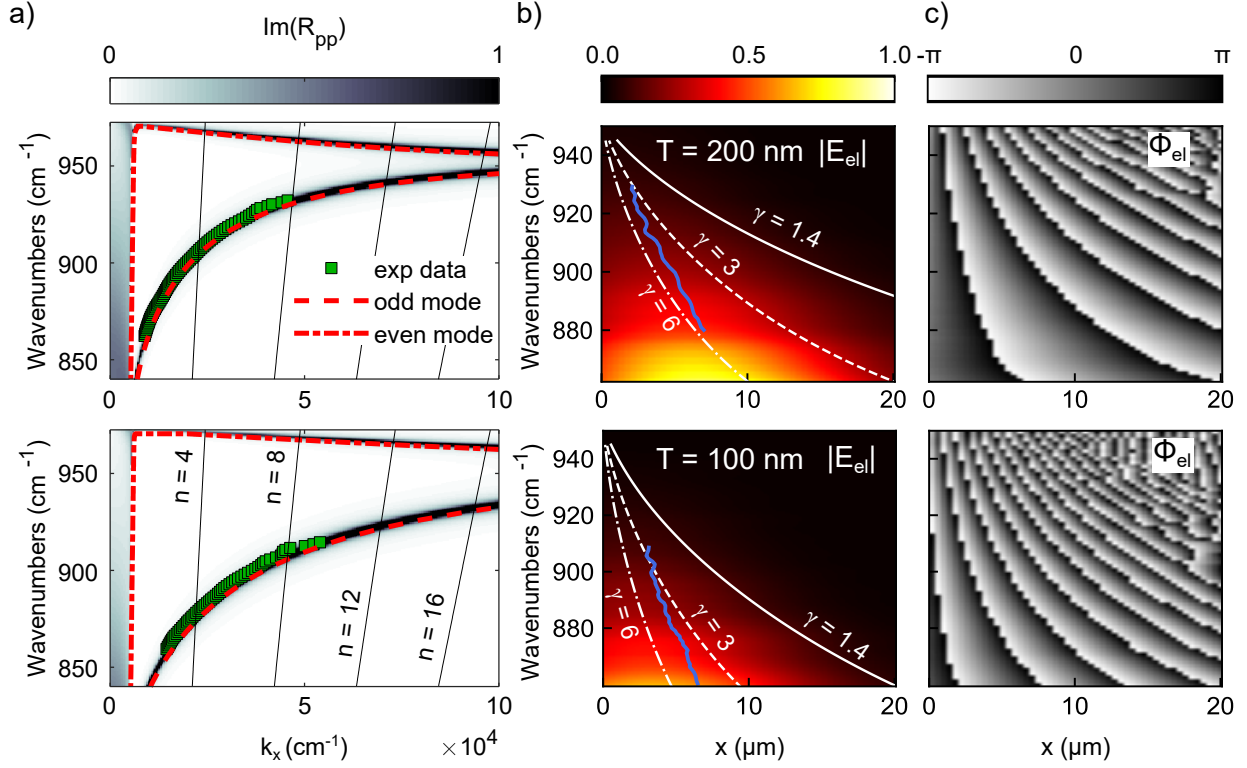 a)
Im(R_pp)
0
1
b)
0.0
0.5
1.0
c)
-π
0
π
Wavenumbers (cm⁻¹)
950
900
850
0
5
10
exp data
odd mode
even mode
Wavenumbers (cm⁻¹)
940
920
900
880
0
10
20
T = 200 nm |E_el|
γ = 1.4
γ = 3
γ = 6
Φ_el
0
10
20
Wavenumbers (cm⁻¹)
950
900
850
0
5
10
n = 4
n = 8
n = 12
n = 16
k_x (cm⁻¹)
× 10⁴
Wavenumbers (cm⁻¹)
940
920
900
880
0
10
20
T = 100 nm |E_el|
γ = 1.4
γ = 3
γ = 6
x (μm)
Φ_el
0
10
20
x (μm)